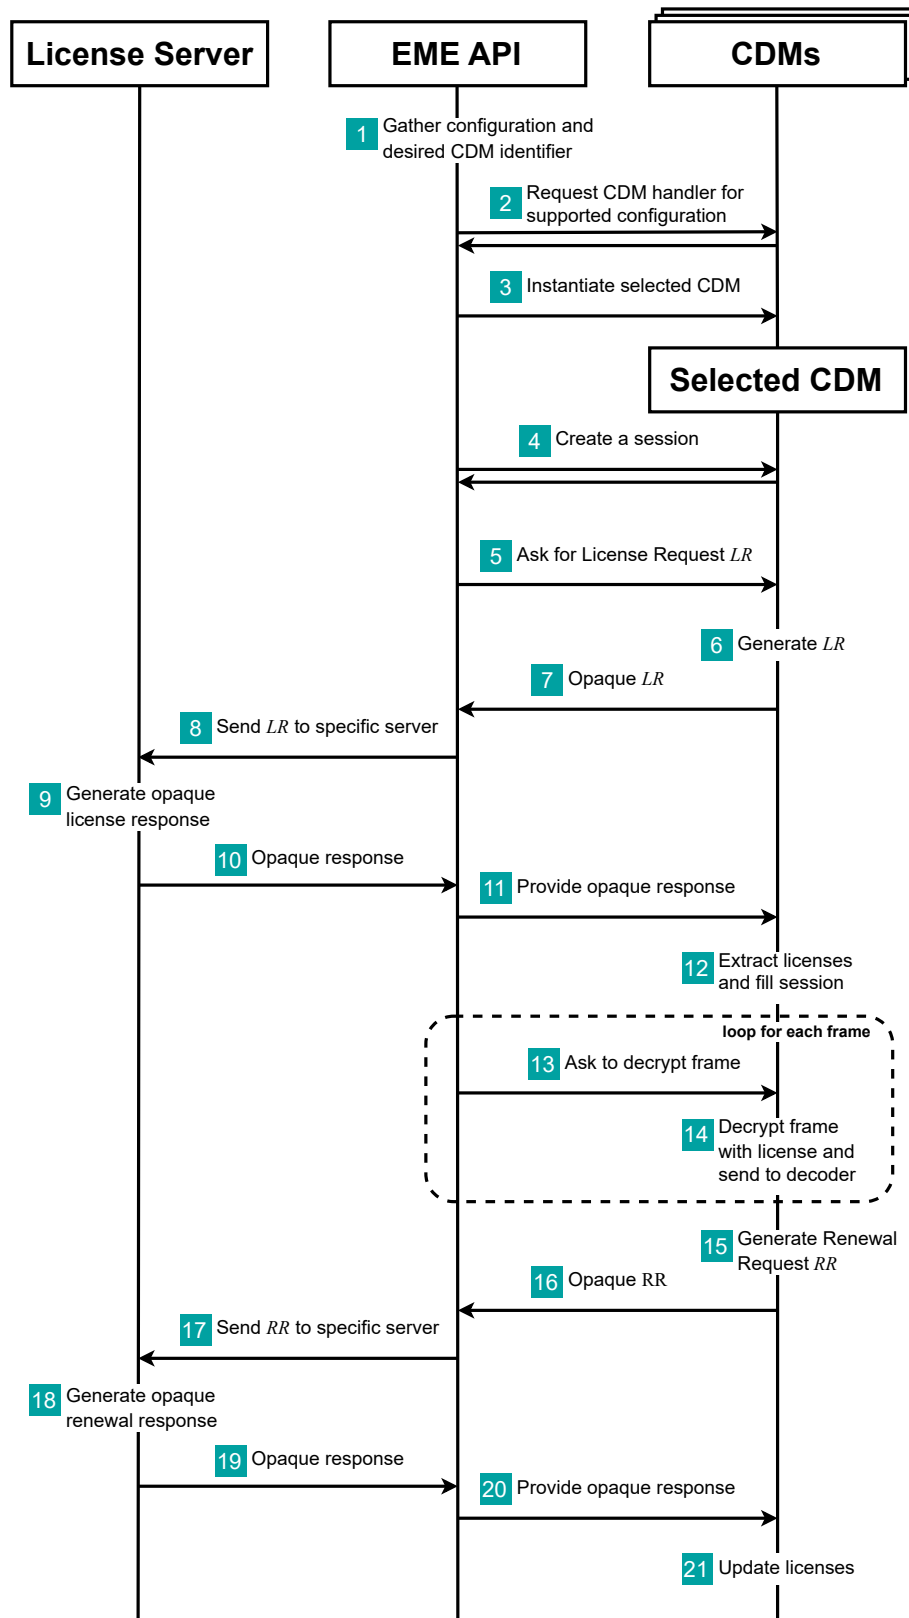 License Server
EME API
CDMs
1 Gather configuration and
desired CDM identifier
2 Request CDM handler for
supported configuration
3 Instantiate selected CDM
Selected CDM
4 Create a session
5 Ask for License Request LR
6 Generate LR
7 Opaque LR
8 Send LR to specific server
9 Generate opaque
license response
10 Opaque response
11 Provide opaque response
12 Extract licenses
and fill session
loop for each frame
13 Ask to decrypt frame
14 Decrypt frame
with license and
send to decoder
15 Generate Renewal
Request RR
16 Opaque RR
17 Send RR to specific server
18 Generate opaque
renewal response
19 Opaque response
20 Provide opaque response
21 Update licenses